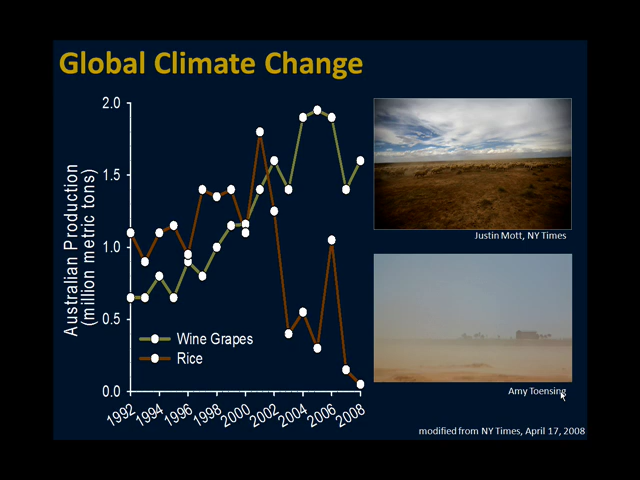 Global Climate Change
Australian Production
(million metric tons)
2.0
1.5
1.0
0.5
0.0
Wine Grapes
Rice
1992
1994
1996
1998
2000
2002
2004
2006
2008
Justin Mott, NY Times
Amy Toensing
modified from NY Times, April 17, 2008